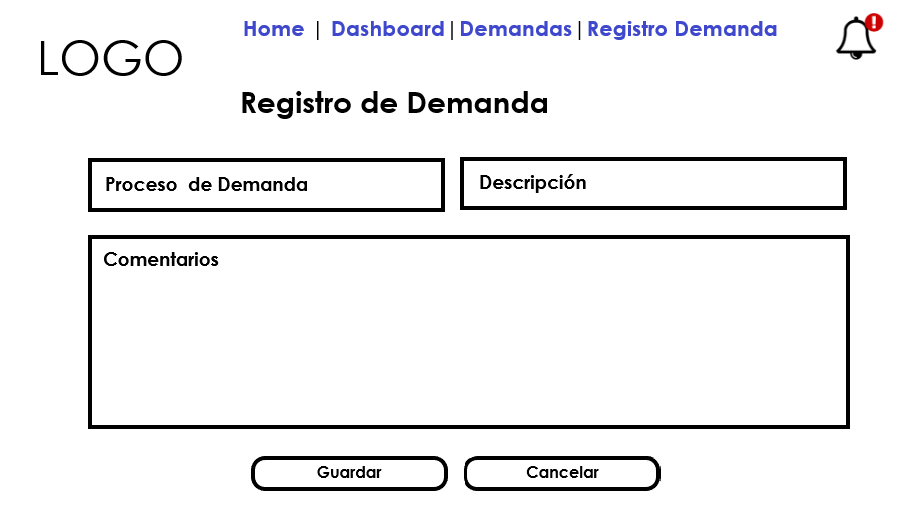 LOGO
Home | Dashboard | Demandas | Registro Demanda
!
Registro de Demanda
Proceso de Demanda
Descripción
Comentarios
Guardar
Cancelar